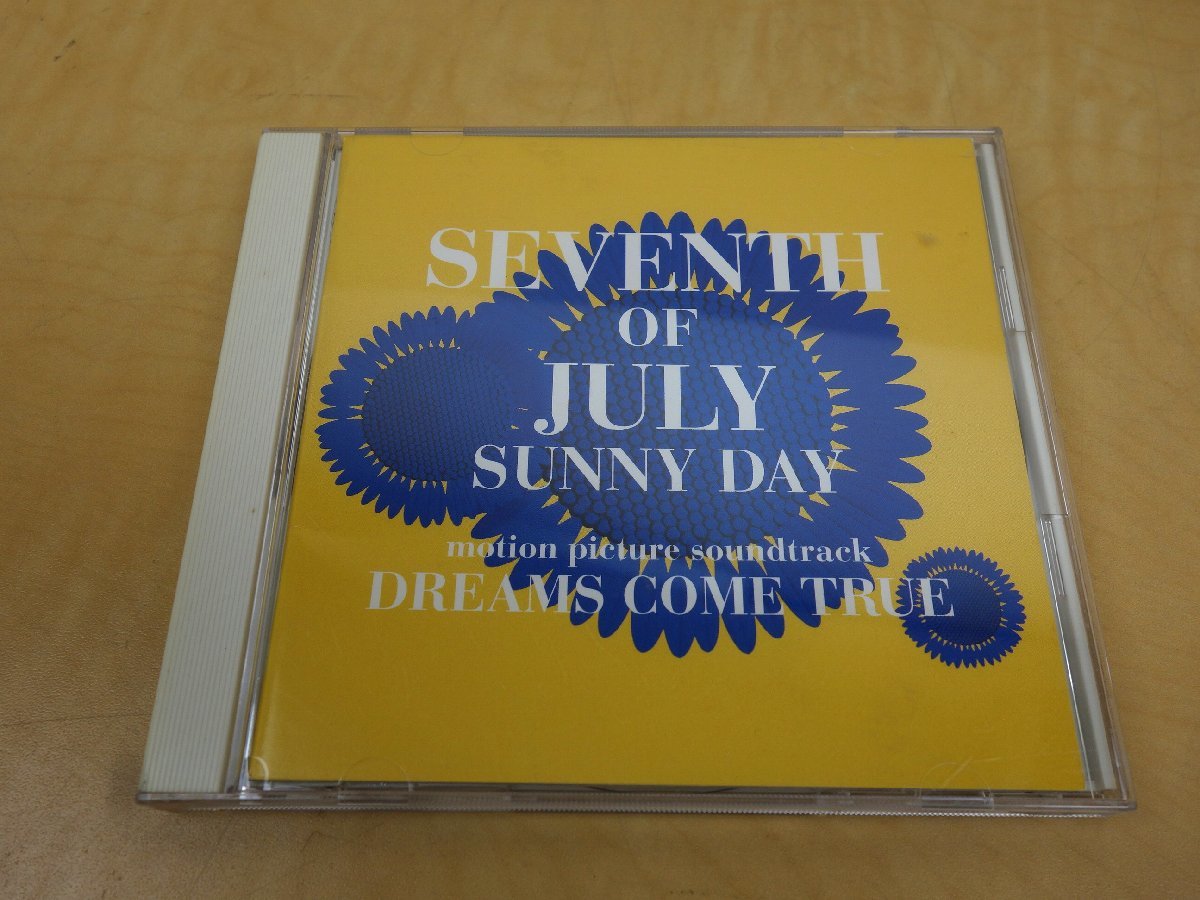 SEVENTH
OF
JULY
SUNNY DAY
motion picture soundtrack
DREAMS COME TRUE